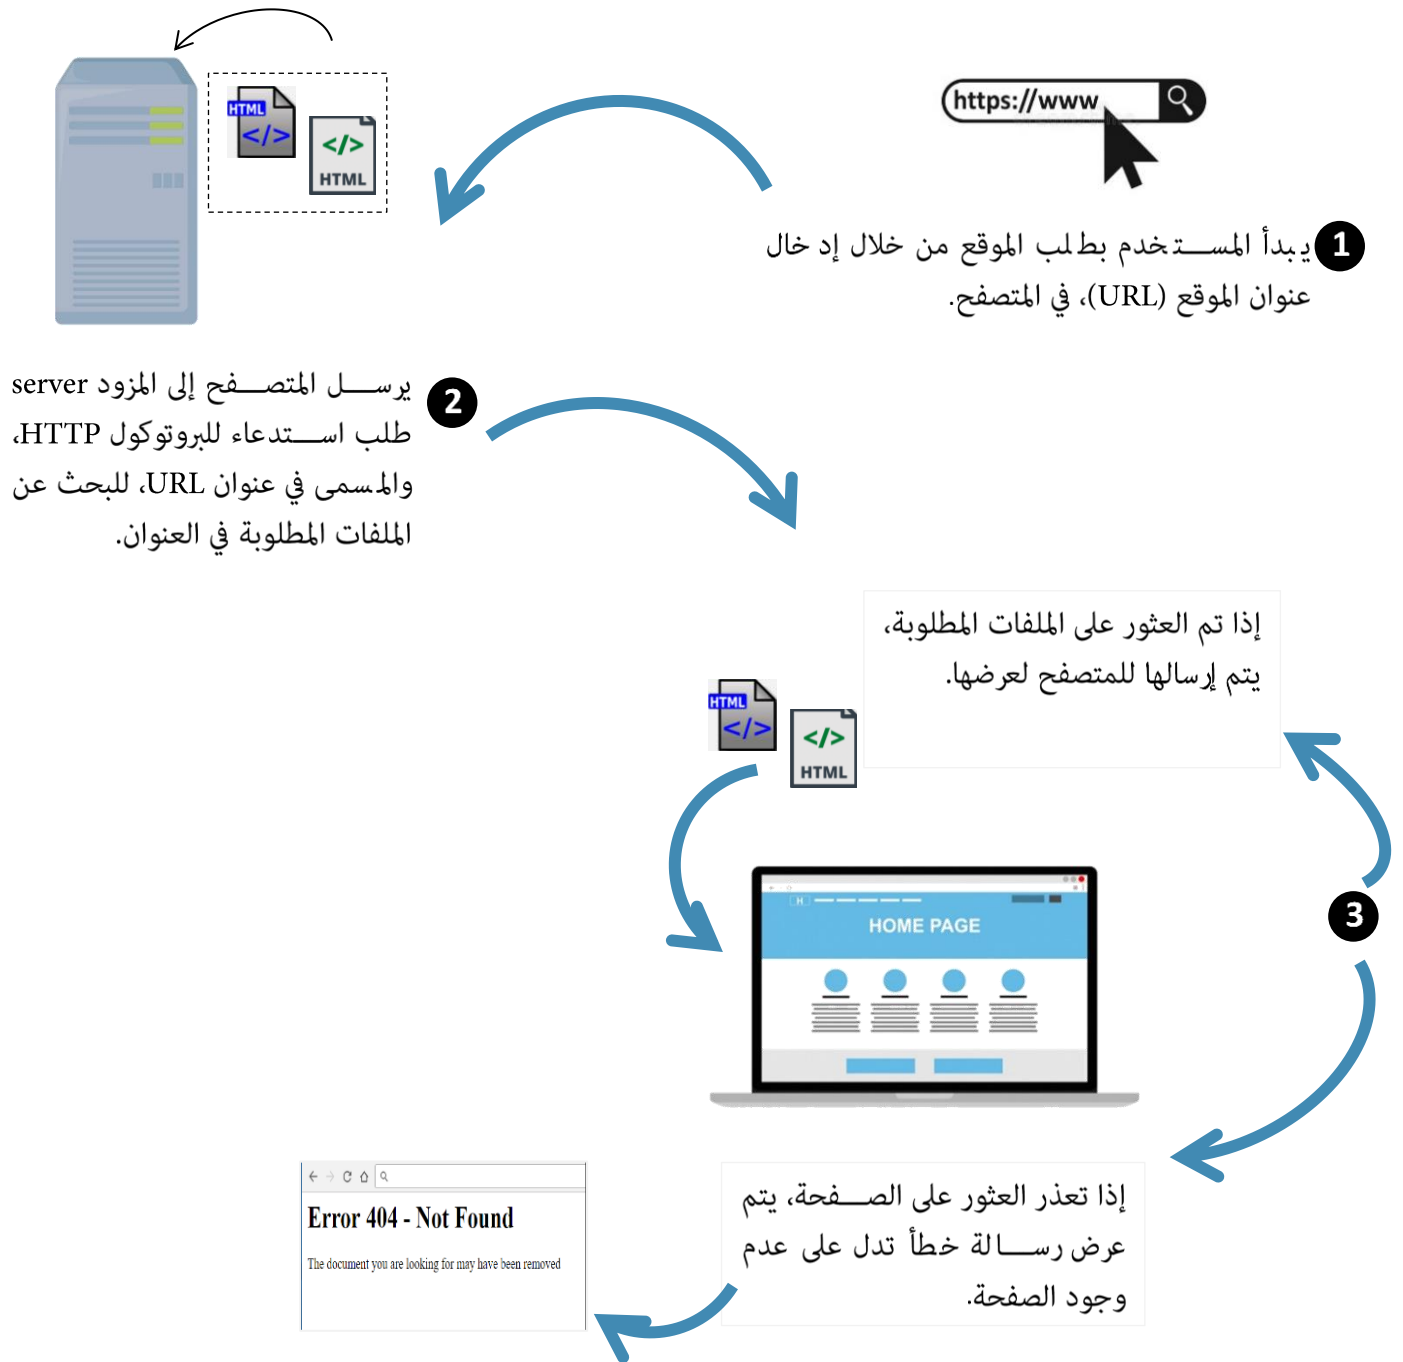 https://www
1
يبدأ المستخدم بطلب الموقع من خلال إدخال
عنوان الموقع (URL)، في المتصفح.
HTML
</>
</>
HTML
2
يرسل المتصفح إلى المزود server
طلب استدعاء للبروتوكول HTTP،
والمسمى في عنوان URL، للبحث عن
الملفات المطلوبة في العنوان.
3
إذا تم العثور على الملفات المطلوبة،
يتم إرسالها للمتصفح لعرضها.
HTML
</>
</>
HTML
H
HOME PAGE
إذا تعذر العثور على الصفحة، يتم
عرض رسالة خطأ تدل على عدم
وجود الصفحة.
Error 404 - Not Found
The document you are looking for may have been removed